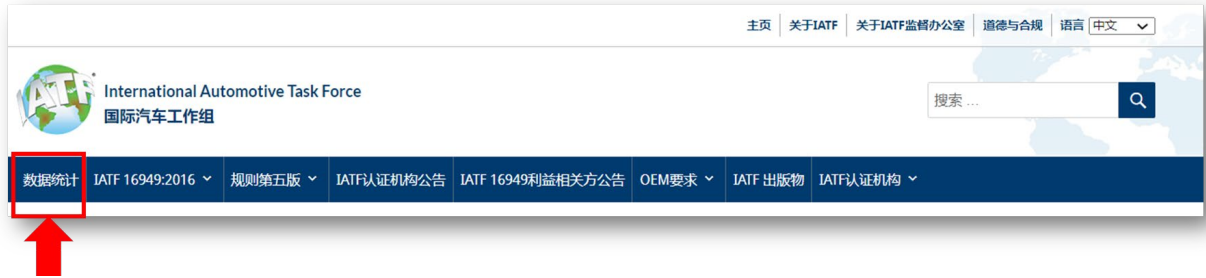 主页 关于IATF 关于IATF监督办公室 道德与合规 语言 中文
IATF
International Automotive Task Force
国际汽车工作组
搜索 ...
数据统计 IATF 16949:2016 规则第五版 IATF认证机构公告 IATF 16949利益相关方公告 OEM要求 IATF 出版物 IATF认证机构